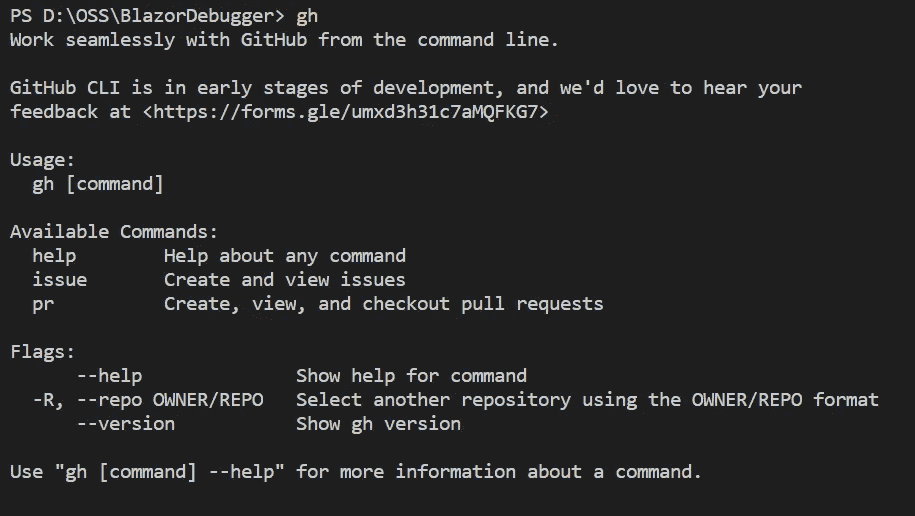 PS D:\OSS\BlazorDebugger> gh
Work seamlessly with GitHub from the command line.
GitHub CLI is in early stages of development, and we'd love to hear your
feedback at <https://forms.gle/umxd3h31c7aMQFKG7>
Usage:
  gh [command]
Available Commands:
  help        Help about any command
  issue       Create and view issues
  pr          Create, view, and checkout pull requests
Flags:
      --help              Show help for command
  -R, --repo OWNER/REPO   Select another repository using the OWNER/REPO format
      --version           Show gh version
Use "gh [command] --help" for more information about a command.